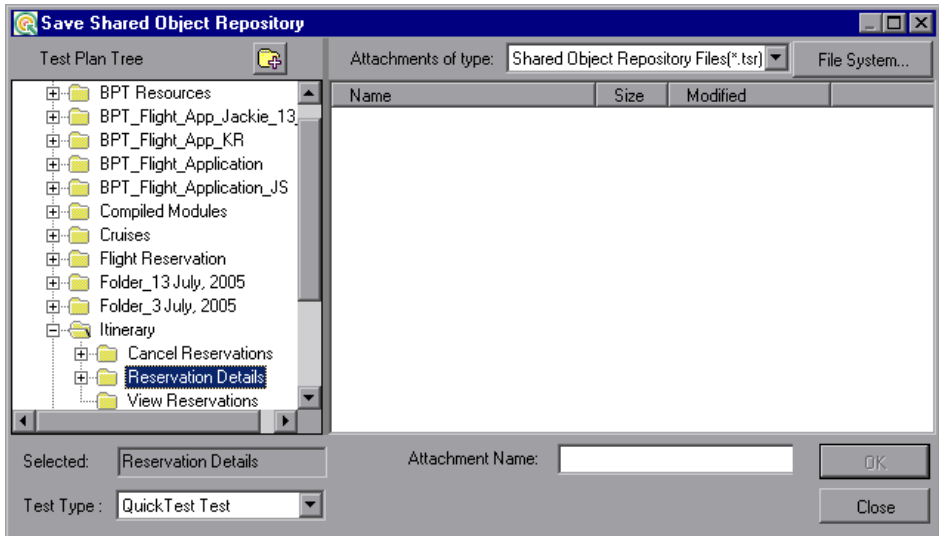 Save Shared Object Repository
Test Plan Tree
Attachments of type: Shared Object Repository Files(*.tsr) File System...
Name Size Modified
BPT Resources
BPT_Flight_App_Jackie_13_
BPT_Flight_App_KR
BPT_Flight_Application
BPT_Flight_Application_JS
Compiled Modules
Cruises
Flight Reservation
Folder_13 July, 2005
Folder_3 July, 2005
Itinerary
Cancel Reservations
Reservation Details
View Reservations
Selected: Reservation Details
Attachment Name: OK
Test Type : QuickTest Test
Close